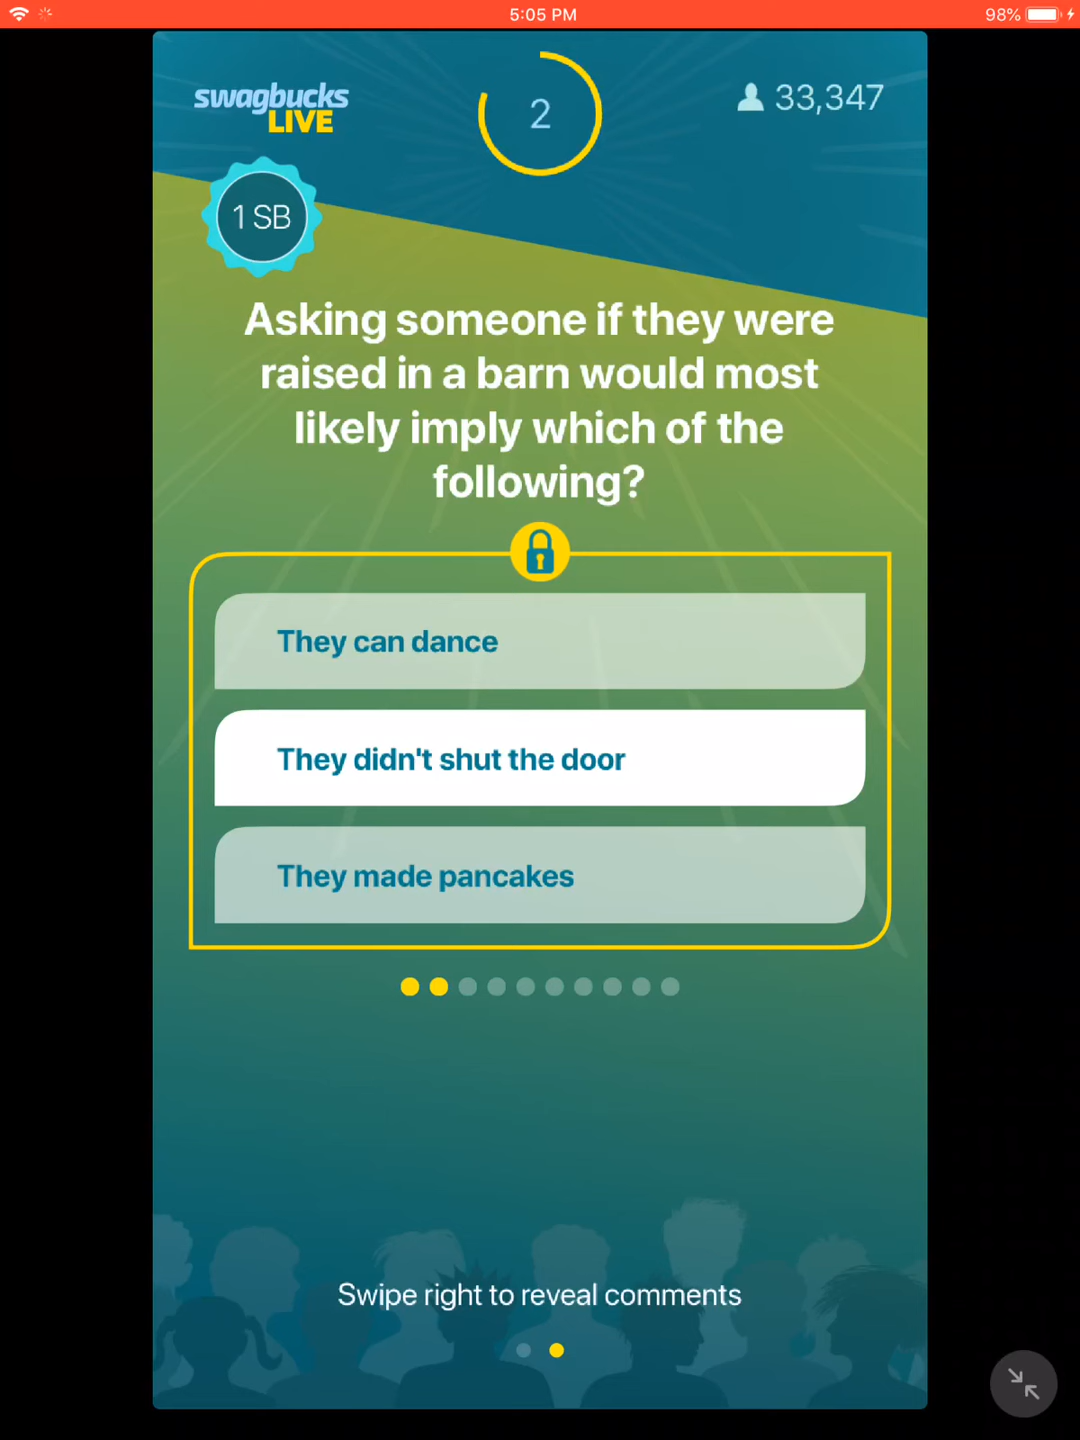 5:05 PM
98%
swagbucks
LIVE
2
33,347
1 SB
Asking someone if they were
raised in a barn would most
likely imply which of the
following?
They can dance
They didn't shut the door
They made pancakes
Swipe right to reveal comments